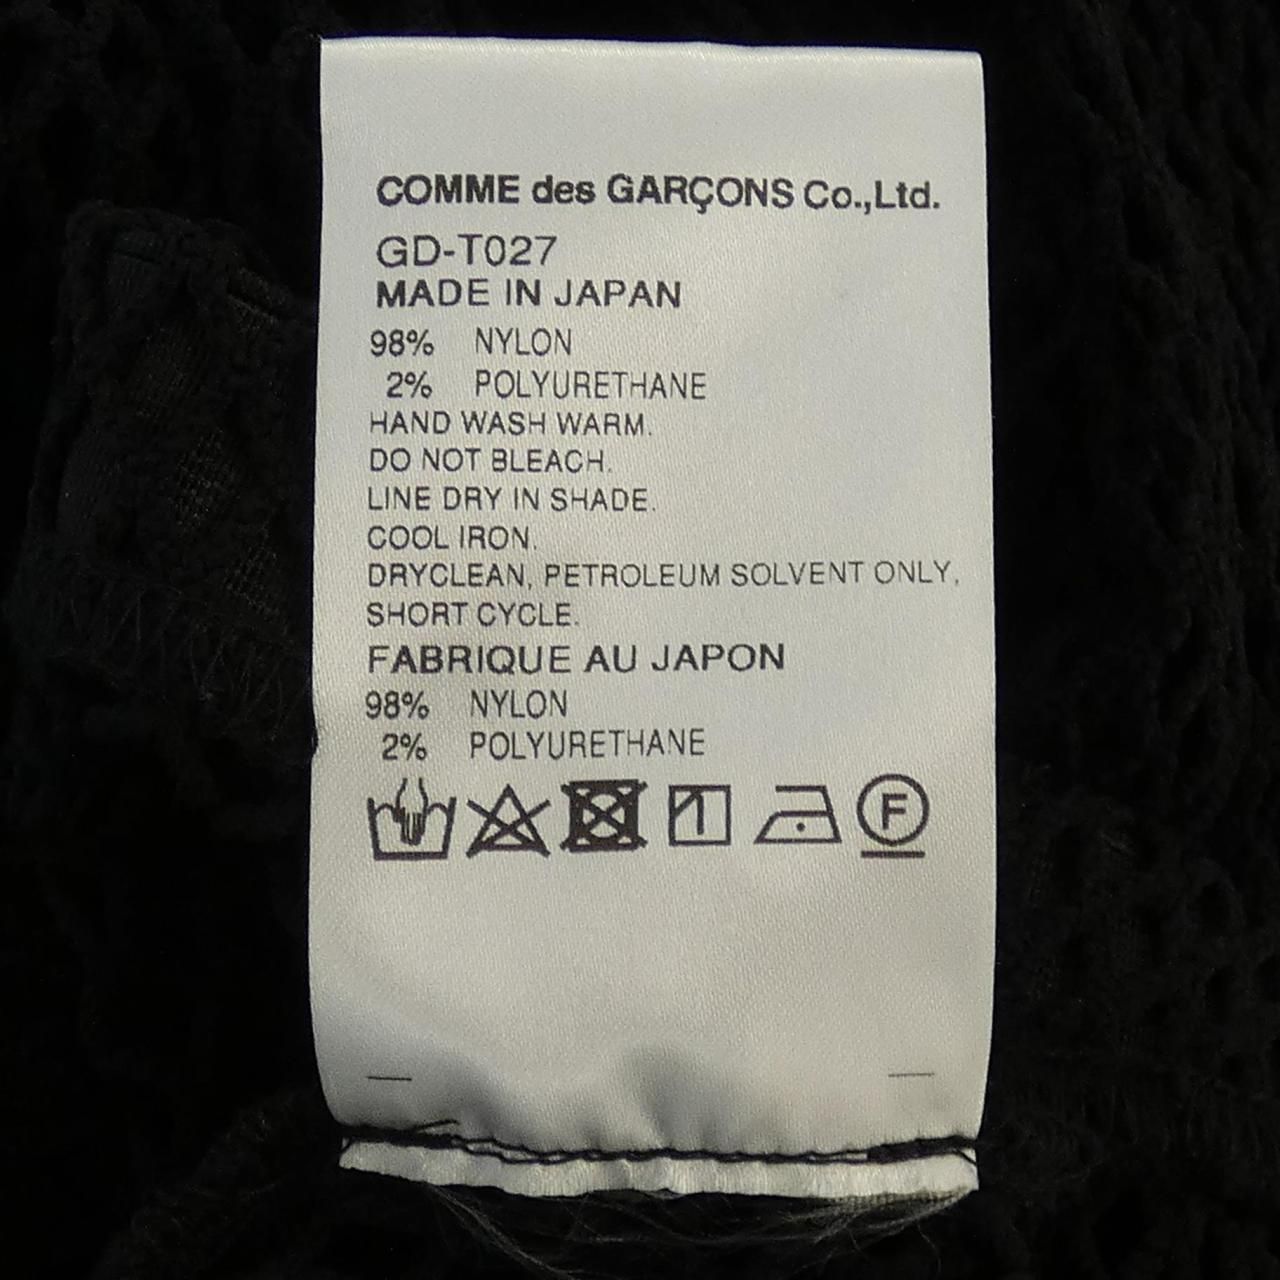 COMME des GARÇONS Co.,Ltd.
GD-T027
MADE IN JAPAN
98% NYLON
2% POLYURETHANE
HAND WASH WARM.
DO NOT BLEACH.
LINE DRY IN SHADE.
COOL IRON.
DRYCLEAN, PETROLEUM SOLVENT ONLY,
SHORT CYCLE.
FABRIQUE AU JAPON
98% NYLON
2% POLYURETHANE
F